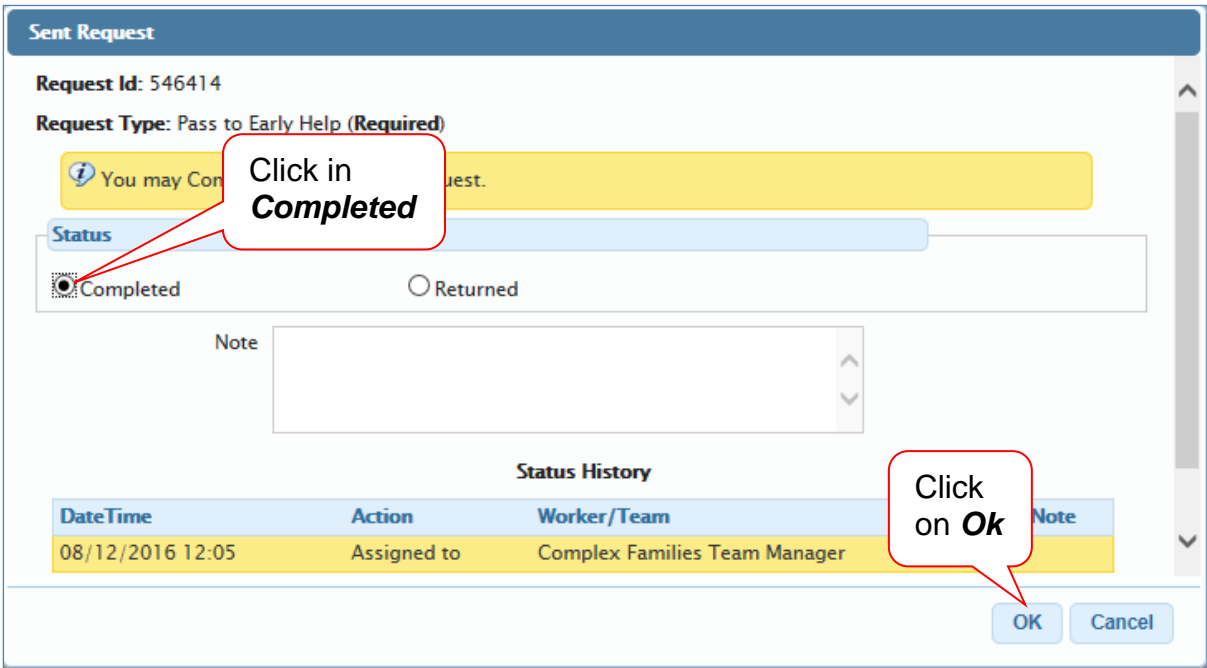 Sent Request
Request Id: 546414
Request Type: Pass to Early Help (Required)
You may Con
uest.
Click in
Completed
Status
Completed
Returned
Note
Status History
Click
on Ok
DateTime Action Worker/Team Note
08/12/2016 12:05 Assigned to Complex Families Team Manager
OK Cancel